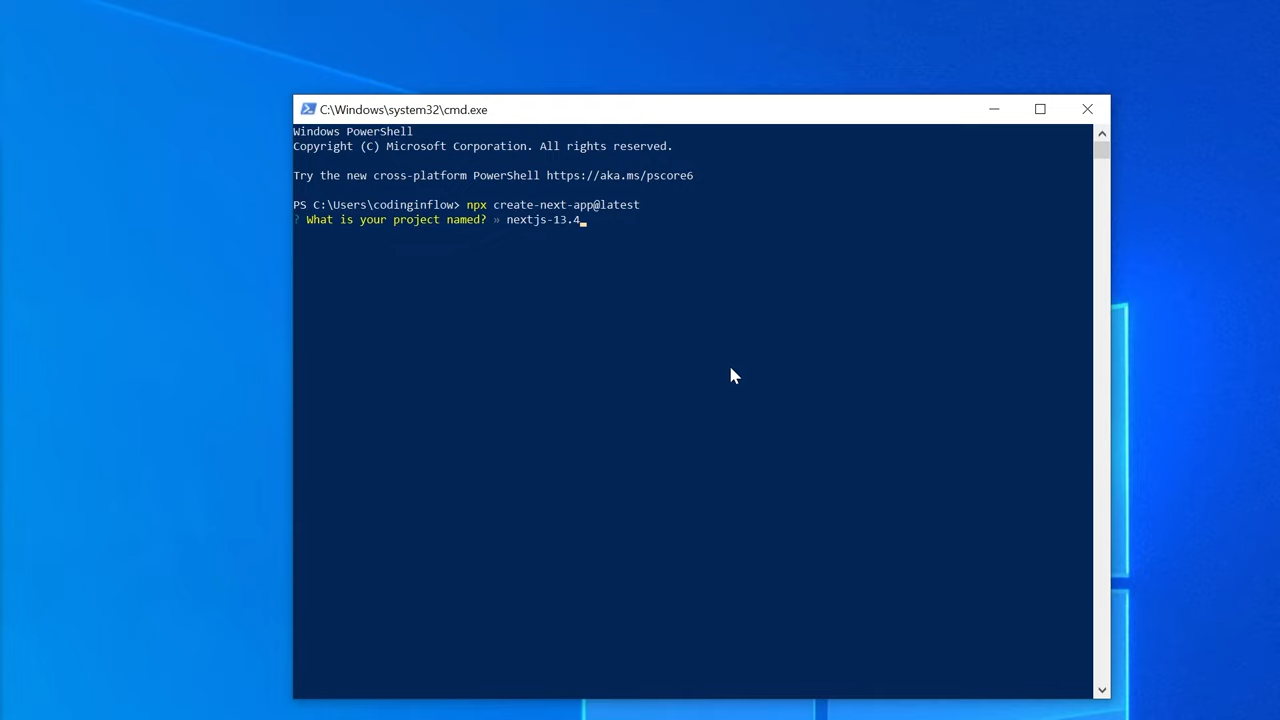 C:\Windows\system32\cmd.exe
Windows PowerShell
Copyright (C) Microsoft Corporation. All rights reserved.
Try the new cross-platform PowerShell https://aka.ms/pscore6
PS C:\Users\codinginflow> npx create-next-app@latest
? What is your project named? » nextjs-13.4